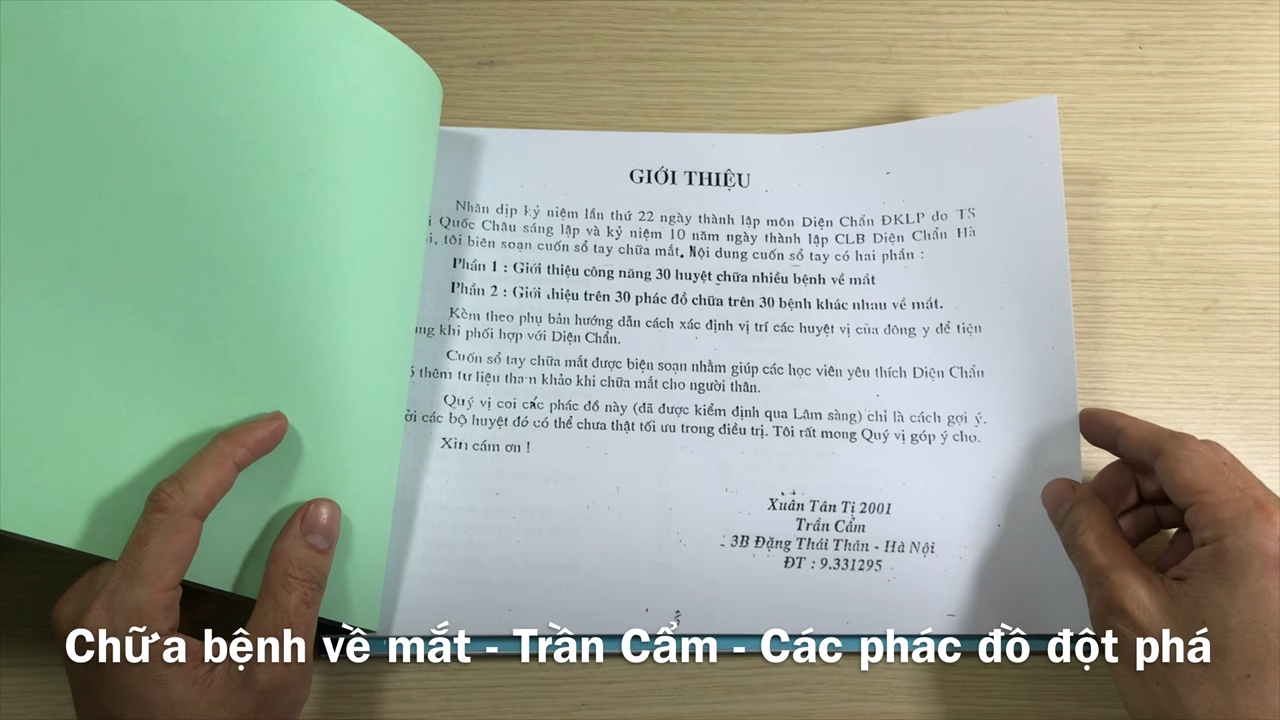 GIỚI THIỆU
Nhân dịp kỷ niệm lần thứ 22 ngày thành lập môn Diện Chẩn ĐKLP do TS
Quốc Châu sáng lập và kỷ niệm 10 năm ngày thành lập CLB Diện Chẩn Hà
tôi biên soạn cuốn sổ tay chữa mắt. Nội dung cuốn sổ tay có hai phần :
Phần 1 : Giới thiệu công năng 30 huyệt chữa nhiều bệnh về mắt
Phần 2 : Giới thiệu trên 30 phác đồ chữa trên 30 bệnh khác nhau về mắt.
Kèm theo phụ bản hướng dẫn cách xác định vị trí các huyệt vị của đông y để tiện
khi phối hợp với Diện Chẩn.
Cuốn sổ tay chữa mắt được biên soạn nhằm giúp các học viên yêu thích Diện Chẩn
thêm tư liệu tham khảo khi chữa mắt cho người thân.
Quý vị coi các phác đồ này (đã được kiểm định qua Lâm sàng) chỉ là cách gợi ý.
các bộ huyệt đó có thể chưa thật tối ưu trong điều trị. Tôi rất mong Quý vị góp ý cho.
Xin cám ơn !
Xuân Tân Tị 2001
Trần Cẩm
3B Đặng Thái Thân - Hà Nội
ĐT : 9.331295
Chữa bệnh về mắt - Trần Cẩm - Các phác đồ đột phá